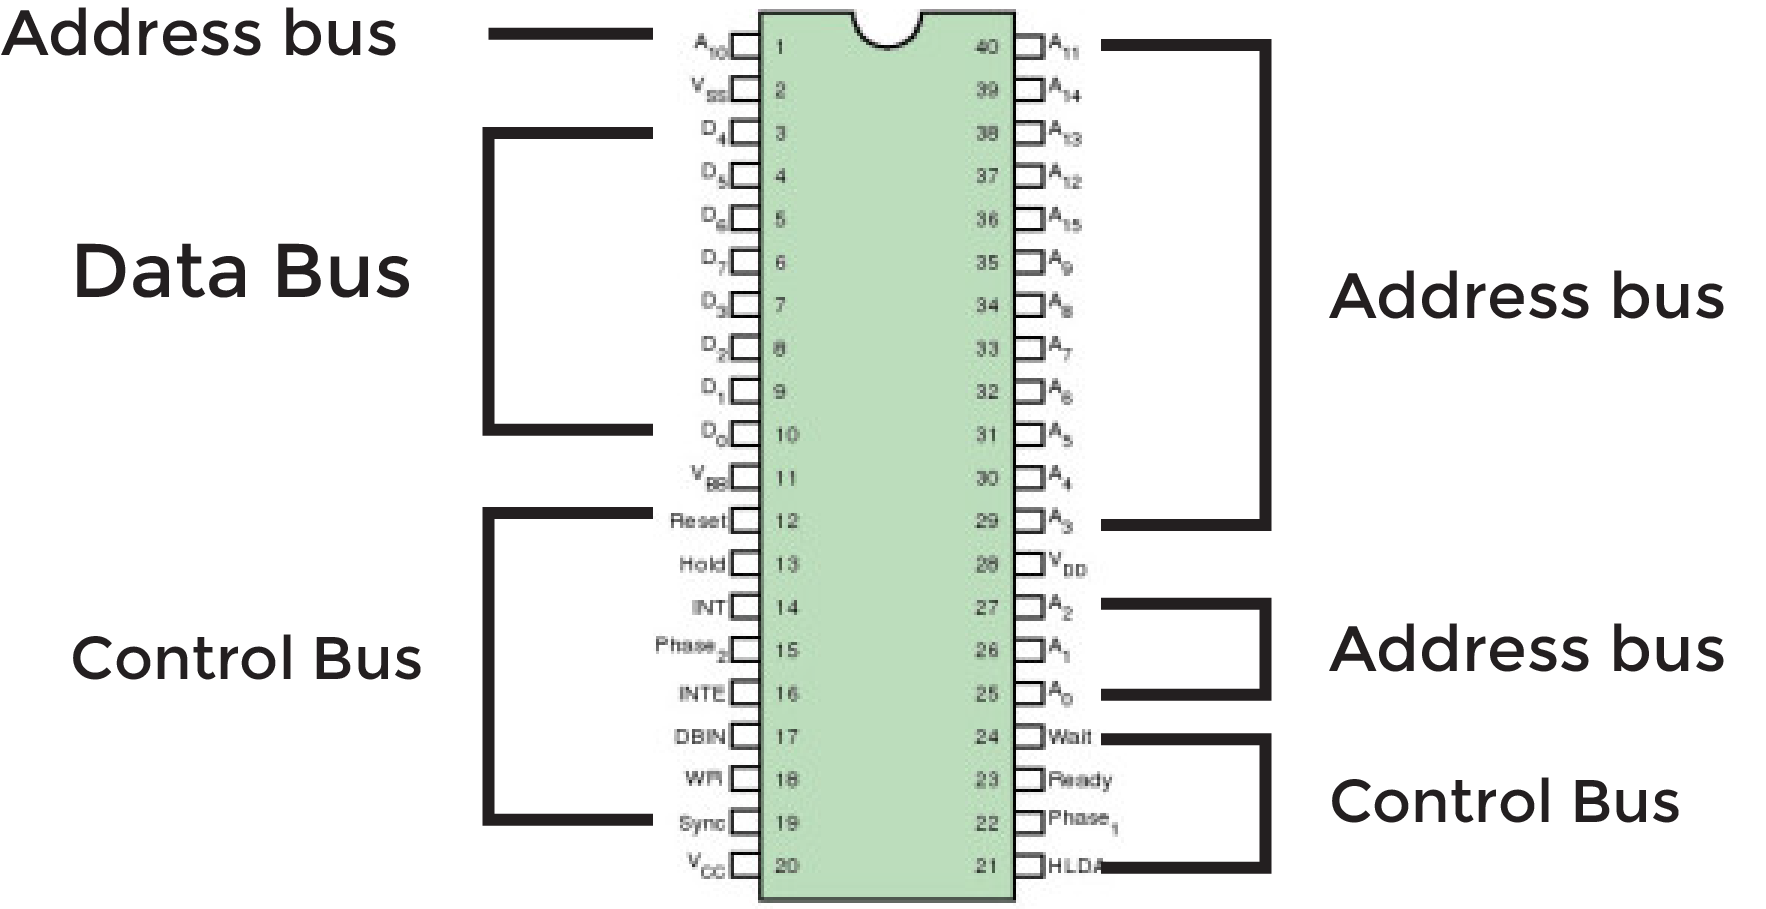 Address bus
Data Bus
Control Bus
A10 1
VSS 2
D4 3
D5 4
D6 5
D7 6
D3 7
D2 8
D1 9
D0 10
VBB 11
Reset 12
Hold 13
INT 14
Phase2 15
INTE 16
DBIN 17
WR 18
Sync 19
VCC 20
40 A11
39 A14
38 A13
37 A12
36 A15
35 A9
34 A8
33 A7
32 A6
31 A5
30 A4
29 A3
28 VDD
27 A2
26 A1
25 A0
24 Wait
23 Ready
22 Phase1
21 HLDA
Address bus
Address bus
Control Bus